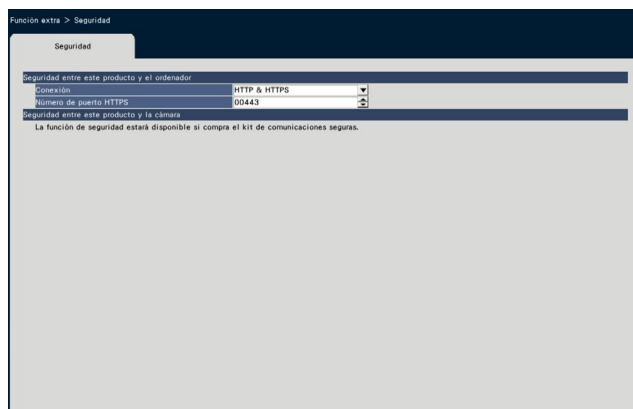 Función extra > Seguridad
Seguridad
Seguridad entre este producto y el ordenador
Conexión HTTP & HTTPS
Número de puerto HTTPS 00443
Seguridad entre este producto y la cámara
La función de seguridad estará disponible si compra el kit de comunicaciones seguras.